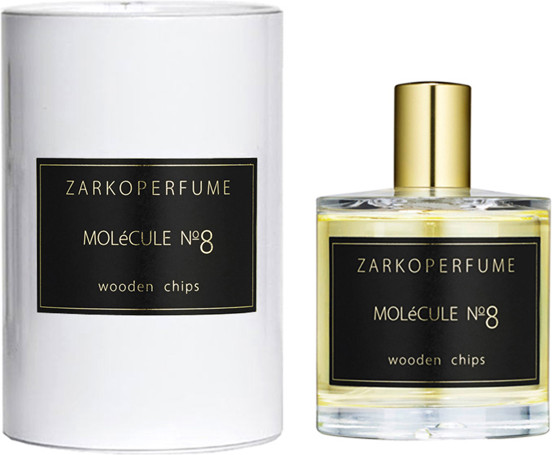 ZARKOPERFUME
MOLéCULE Nº8
wooden chips
ZARKOPERFUME
MOLéCULE Nº8
wooden chips